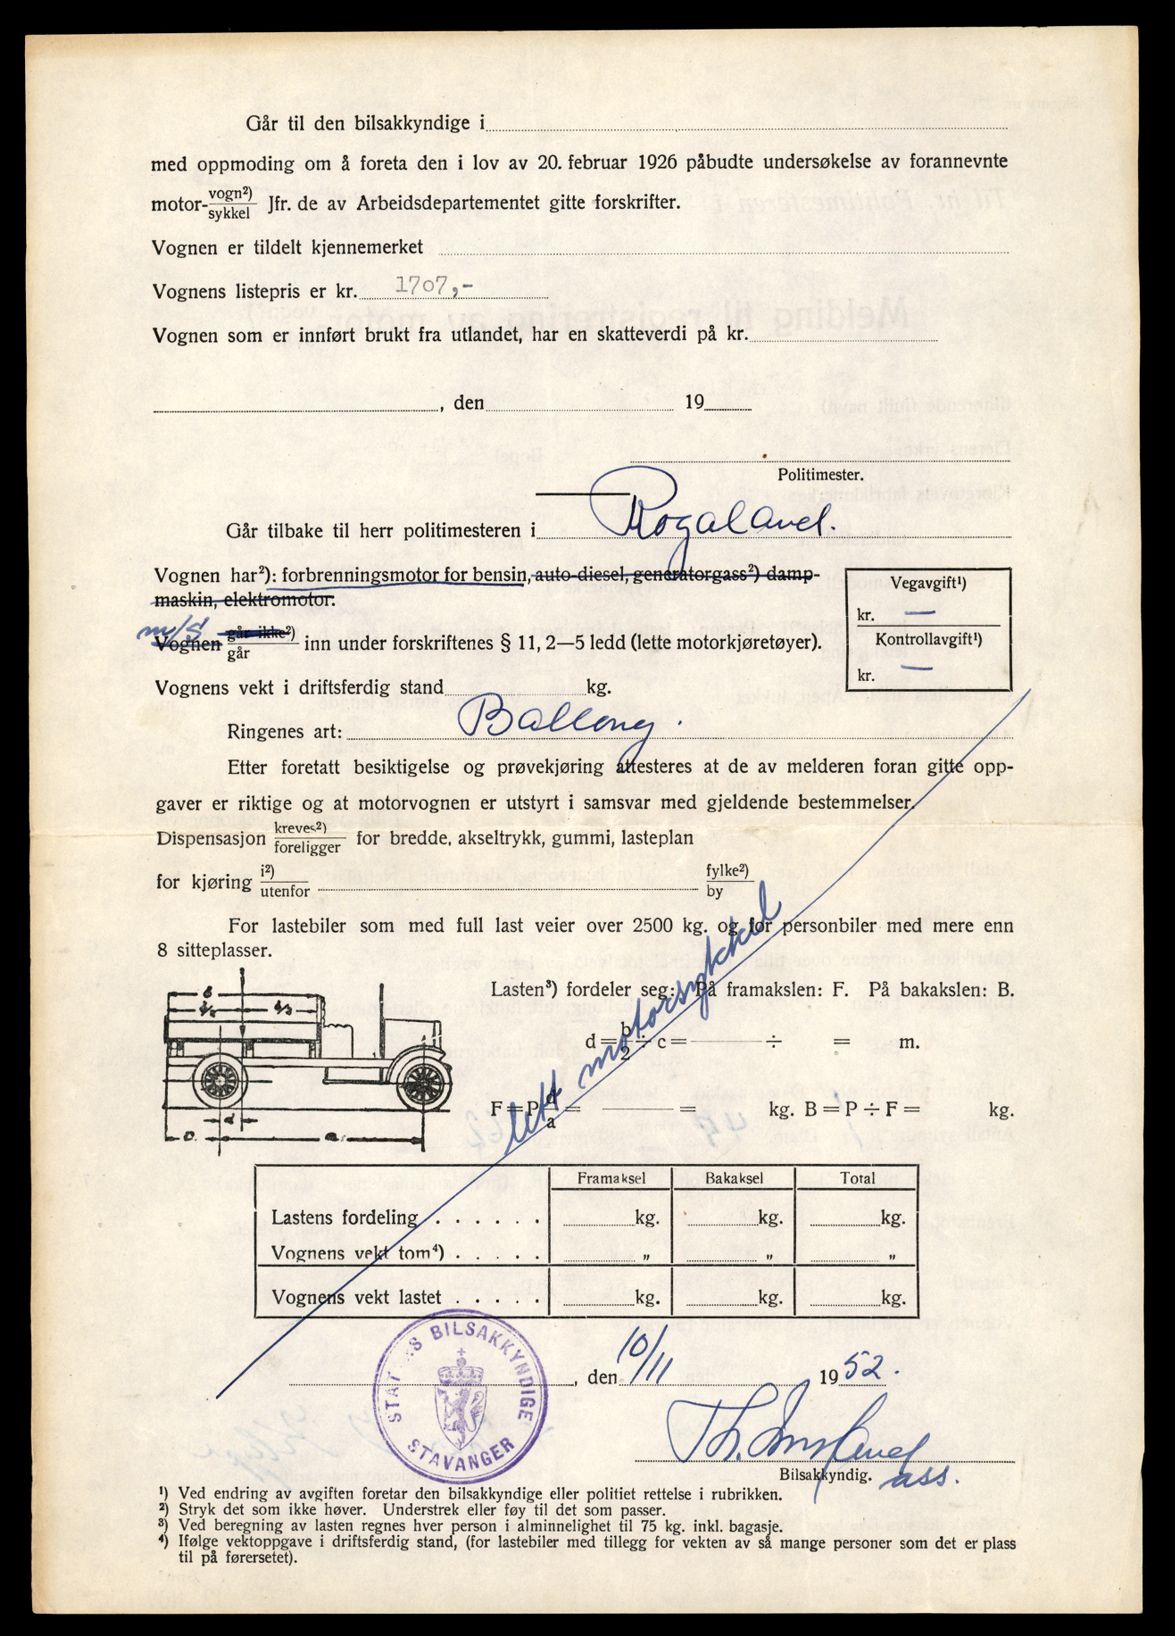 Går til den bilsakkyndige i
med oppmoding om å foreta den i lov av 20. februar 1926 påbudte undersøkelse av forannevnte
motor- vogn²) / sykkel Jfr. de av Arbeidsdepartementet gitte forskrifter.
Vognen er tildelt kjennemerket
Vognens listepris er kr. 1707,-
Vognen som er innført brukt fra utlandet, har en skatteverdi på kr.
, den 19
Politimester.
Går tilbake til herr politimesteren i Rogaland.
Vognen har²): forbrenningsmotor for bensin, auto-diesel, generatorgass²) damp-
maskin, elektromotor.
m/S
Vognen går ikke²) / går inn under forskriftenes § 11, 2—5 ledd (lette motorkjøretøyer).
Vegavgift¹)
kr. —
Kontrollavgift¹)
kr. —
Vognens vekt i driftsferdig stand kg.
Ringenes art: Ballong.
Etter foretatt besiktigelse og prøvekjøring attesteres at de av melderen foran gitte opp-
gaver er riktige og at motorvognen er utstyrt i samsvar med gjeldende bestemmelser.
Dispensasjon kreves²) / foreligger for bredde, akseltrykk, gummi, lasteplan
for kjøring i²) / utenfor fylke²) / by
For lastebiler som med full last veier over 2500 kg. og for personbiler med mere enn
8 sitteplasser.
lett motorsykkel
Lasten³) fordeler seg: På framakslen: F. På bakakslen: B.
d = b/2 ÷ c = ÷ = m.
F = P d/a = = kg. B = P ÷ F = kg.
Framaksel Bakaksel Total
Lastens fordeling . . . . . . kg. kg. kg.
Vognens vekt tom⁴) . . . . . „ „ „
Vognens vekt lastet . . . . . kg. kg. kg.
STATENS BILSAKKYNDIGE
STAVANGER
, den 10/11 1952.
Bilsakkyndig. ass.
¹) Ved endring av avgiften foretar den bilsakkyndige eller politiet rettelse i rubrikken.
²) Stryk det som ikke høver. Understrek eller føy til det som passer.
³) Ved beregning av lasten regnes hver person i alminnelighet til 75 kg. inkl. bagasje.
⁴) Ifølge vektoppgave i driftsferdig stand, (for lastebiler med tillegg for vekten av så mange personer som det er plass
til på førersetet).